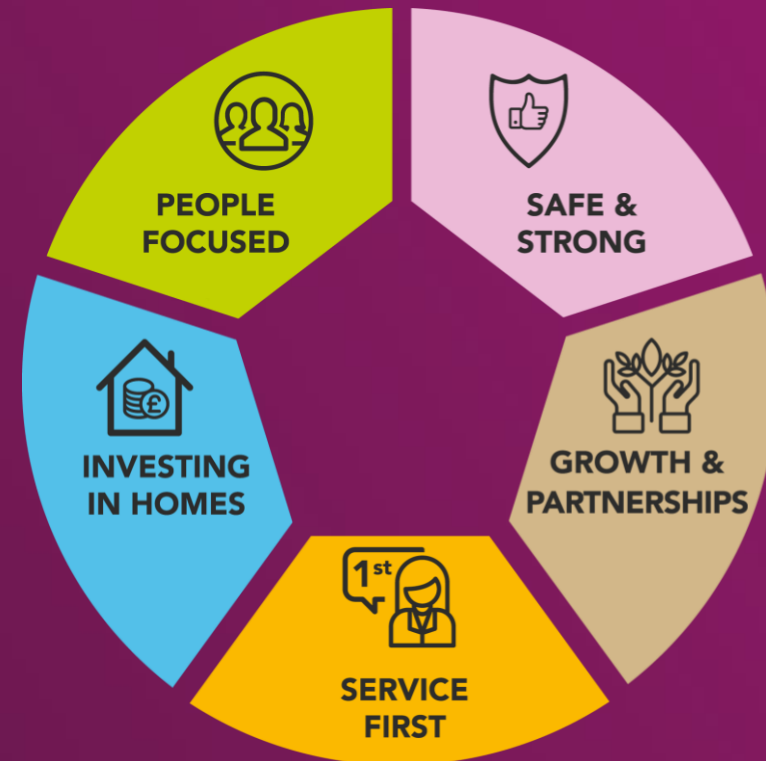 PEOPLE
FOCUSED
SAFE &
STRONG
£
INVESTING
IN HOMES
GROWTH &
PARTNERSHIPS
1st
SERVICE
FIRST